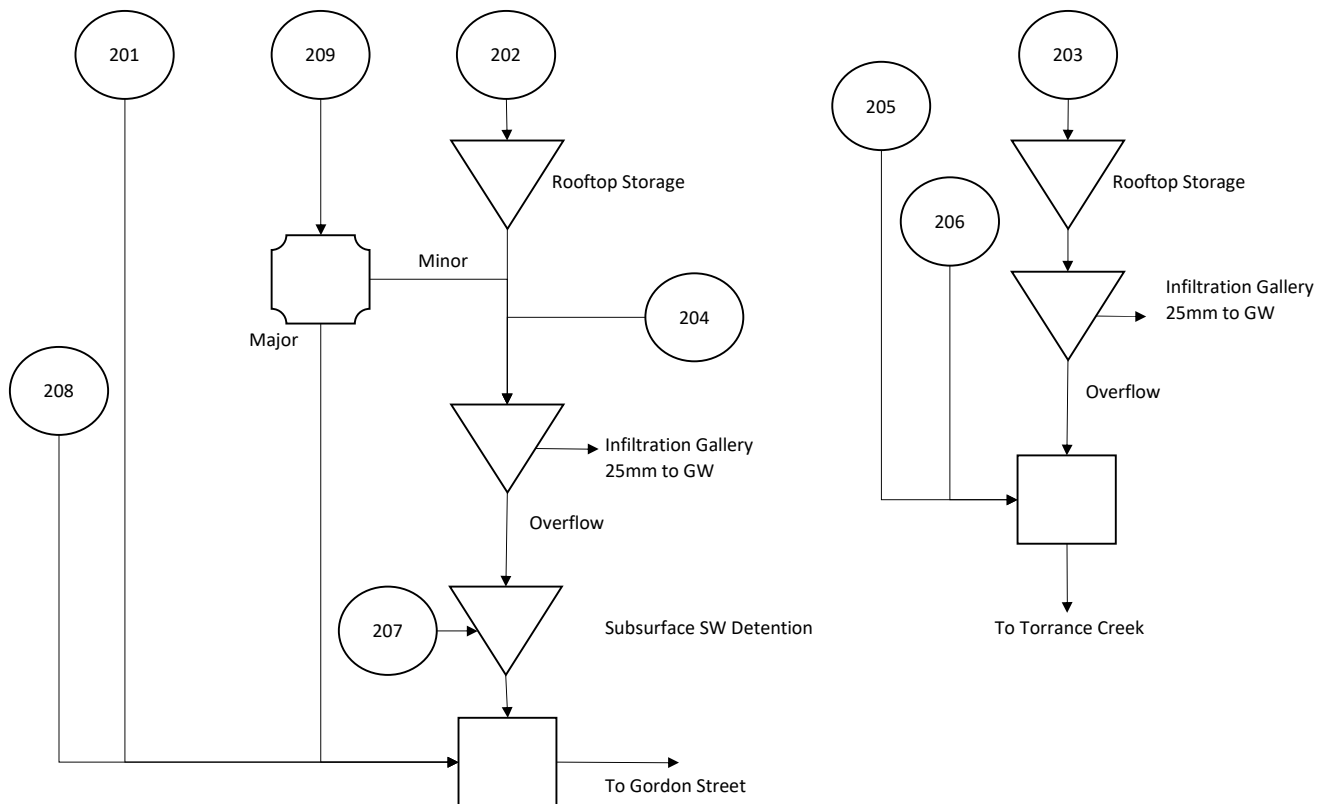 201
209
202
203
205
Rooftop Storage
Rooftop Storage
206
Minor
Infiltration Gallery
25mm to GW
204
Major
208
Overflow
Infiltration Gallery
25mm to GW
Overflow
207
Subsurface SW Detention
To Torrance Creek
To Gordon Street